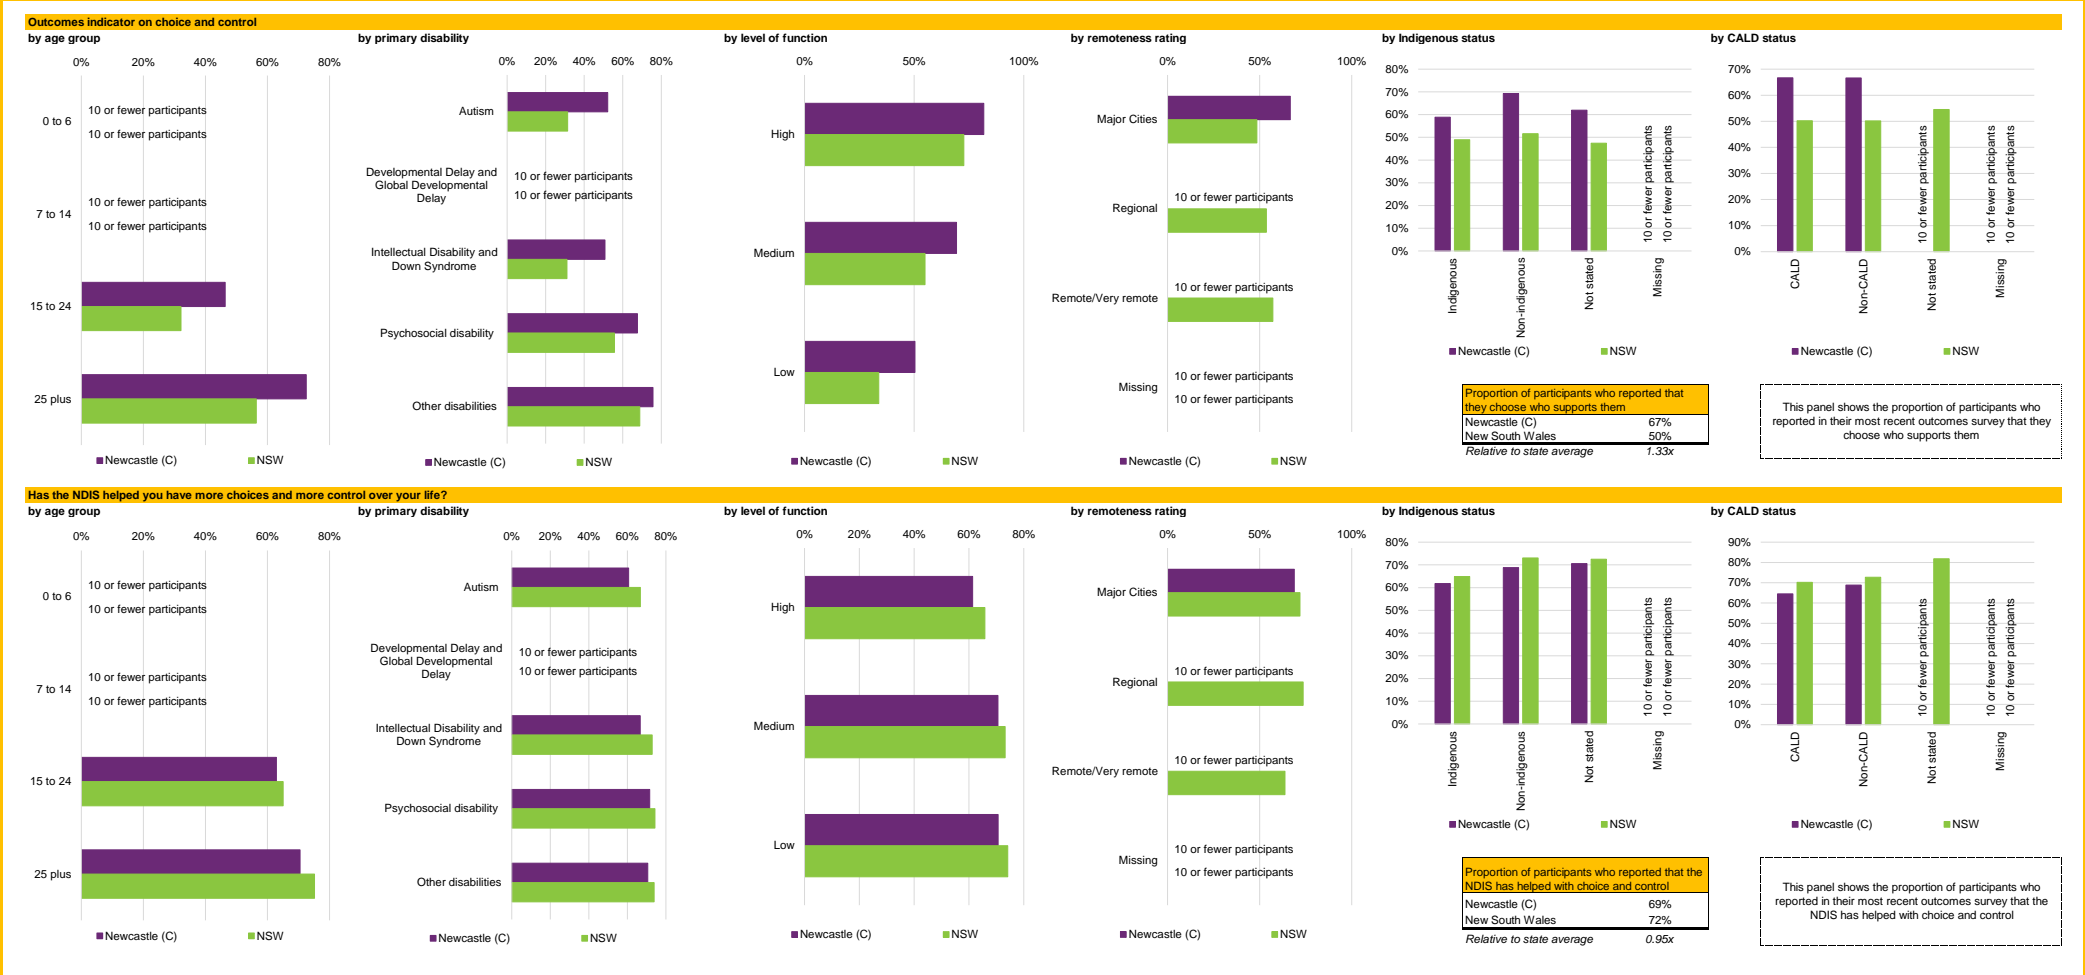 Outcomes indicator on choice and control
by age group
0% 20% 40% 60% 80%
0 to 6
10 or fewer participants
10 or fewer participants
7 to 14
10 or fewer participants
10 or fewer participants
15 to 24
25 plus
Newcastle (C) NSW
by primary disability
0% 20% 40% 60% 80%
Autism
Developmental Delay and
Global Developmental
Delay
10 or fewer participants
10 or fewer participants
Intellectual Disability and
Down Syndrome
Psychosocial disability
Other disabilities
Newcastle (C) NSW
by level of function
0% 50% 100%
High
Medium
Low
Newcastle (C) NSW
by remoteness rating
0% 50% 100%
Major Cities
Regional
10 or fewer participants
Remote/Very remote
10 or fewer participants
Missing
10 or fewer participants
10 or fewer participants
Newcastle (C) NSW
by Indigenous status
80%
70%
60%
50%
40%
30%
20%
10%
0%
Indigenous
Non-indigenous
Not stated
Missing
10 or fewer participants
10 or fewer participants
Newcastle (C) NSW
by CALD status
70%
60%
50%
40%
30%
20%
10%
0%
CALD
Non-CALD
Not stated
Missing
10 or fewer participants
10 or fewer participants
10 or fewer participants
Newcastle (C) NSW
Proportion of participants who reported that
they choose who supports them
Newcastle (C) 67%
New South Wales 50%
Relative to state average 1.33x
This panel shows the proportion of participants who
reported in their most recent outcomes survey that they
choose who supports them
Has the NDIS helped you have more choices and more control over your life?
by age group
0% 20% 40% 60% 80%
0 to 6
10 or fewer participants
10 or fewer participants
7 to 14
10 or fewer participants
10 or fewer participants
15 to 24
25 plus
Newcastle (C) NSW
by primary disability
0% 20% 40% 60% 80%
Autism
Developmental Delay and
Global Developmental
Delay
10 or fewer participants
10 or fewer participants
Intellectual Disability and
Down Syndrome
Psychosocial disability
Other disabilities
Newcastle (C) NSW
by level of function
0% 20% 40% 60% 80%
High
Medium
Low
Newcastle (C) NSW
by remoteness rating
0% 50% 100%
Major Cities
Regional
10 or fewer participants
Remote/Very remote
10 or fewer participants
Missing
10 or fewer participants
10 or fewer participants
Newcastle (C) NSW
by Indigenous status
80%
70%
60%
50%
40%
30%
20%
10%
0%
Indigenous
Non-indigenous
Not stated
Missing
10 or fewer participants
10 or fewer participants
Newcastle (C) NSW
by CALD status
90%
80%
70%
60%
50%
40%
30%
20%
10%
0%
CALD
Non-CALD
Not stated
Missing
10 or fewer participants
10 or fewer participants
10 or fewer participants
Newcastle (C) NSW
Proportion of participants who reported that the
NDIS has helped with choice and control
Newcastle (C) 69%
New South Wales 72%
Relative to state average 0.95x
This panel shows the proportion of participants who
reported in their most recent outcomes survey that the
NDIS has helped with choice and control